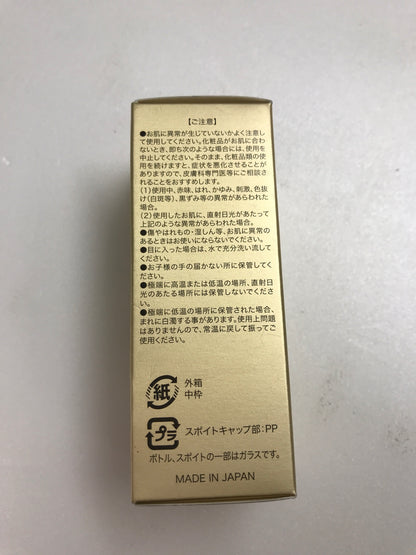 【ご注意】
●お肌に異常が生じていないかよく注意し
て使用してください。化粧品がお肌に合わ
ないとき、即ち次のような場合には、使用を
中止してください。そのまま、化粧品類の使
用を続けますと、症状を悪化させることが
ありますので、皮膚科専門医等にご相談さ
れることをおすすめします。
(1)使用中、赤味、はれ、かゆみ、刺激、色抜
け(白斑等)、黒ずみ等の異常があらわれた
場合。
(2)使用したお肌に、直射日光があたって
上記のような異常があらわれた場合。
●傷やはれもの・湿しん等、お肌に異常の
あるときはお使いにならないでください。
●目に入った場合は、水で充分洗い流して
ください。
●お子様の手の届かない所に保管してく
ださい。
●極端に高温または低温の場所、直射日
光のあたる場所には保管しないでくださ
い。
●極端に低温の場所に保管された場合、
まれに白濁する事があります。使用上問題
はありませんので、常温に戻して振ってご
使用ください。
紙
外箱
中枠
プラ
スポイトキャップ部:PP
ボトル、スポイトの一部はガラスです。
MADE IN JAPAN